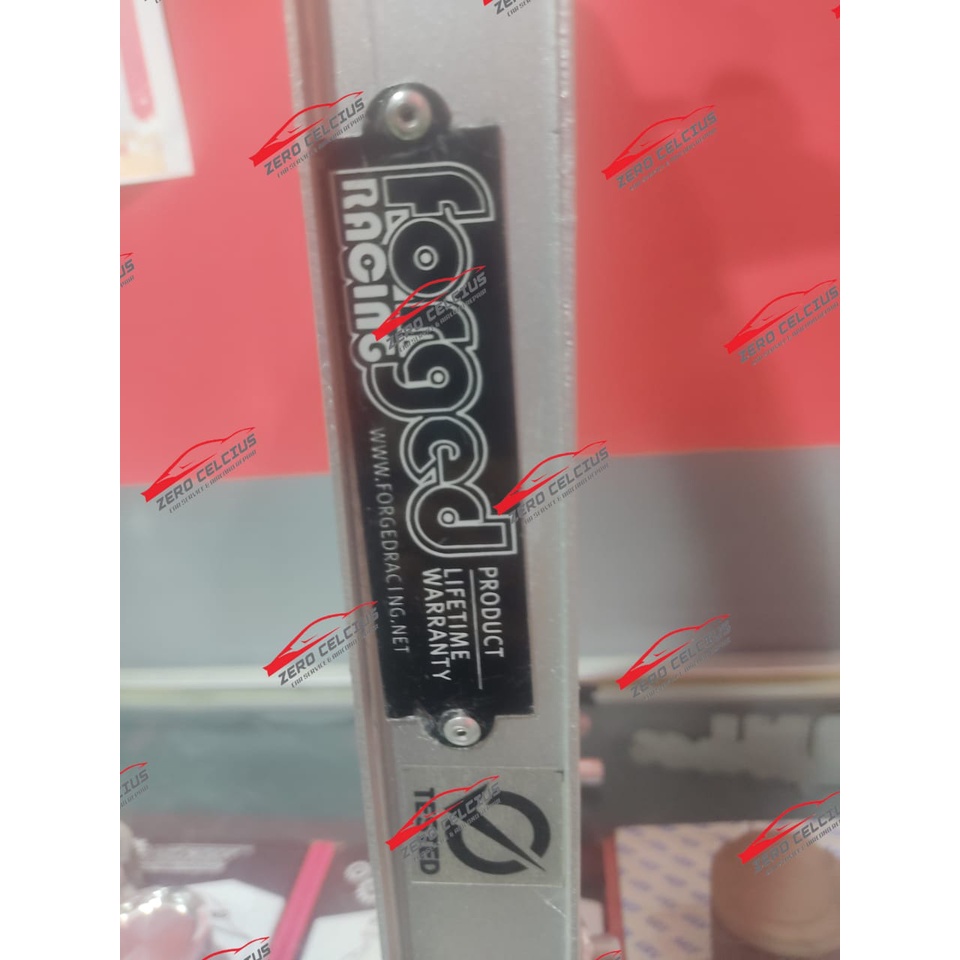 forged
RACING
WWW.FORGEDRACING.NET
PRODUCT
LIFETIME
WARRANTY
TESTED
ZERO CELCIUS